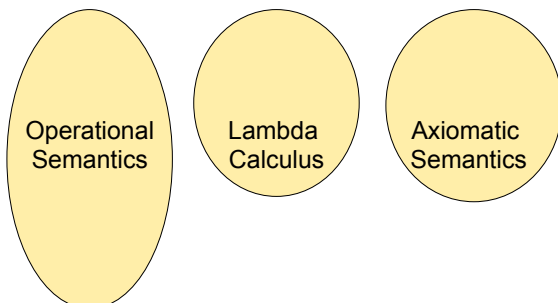 Operational
Semantics
Lambda
Calculus
Axiomatic
Semantics